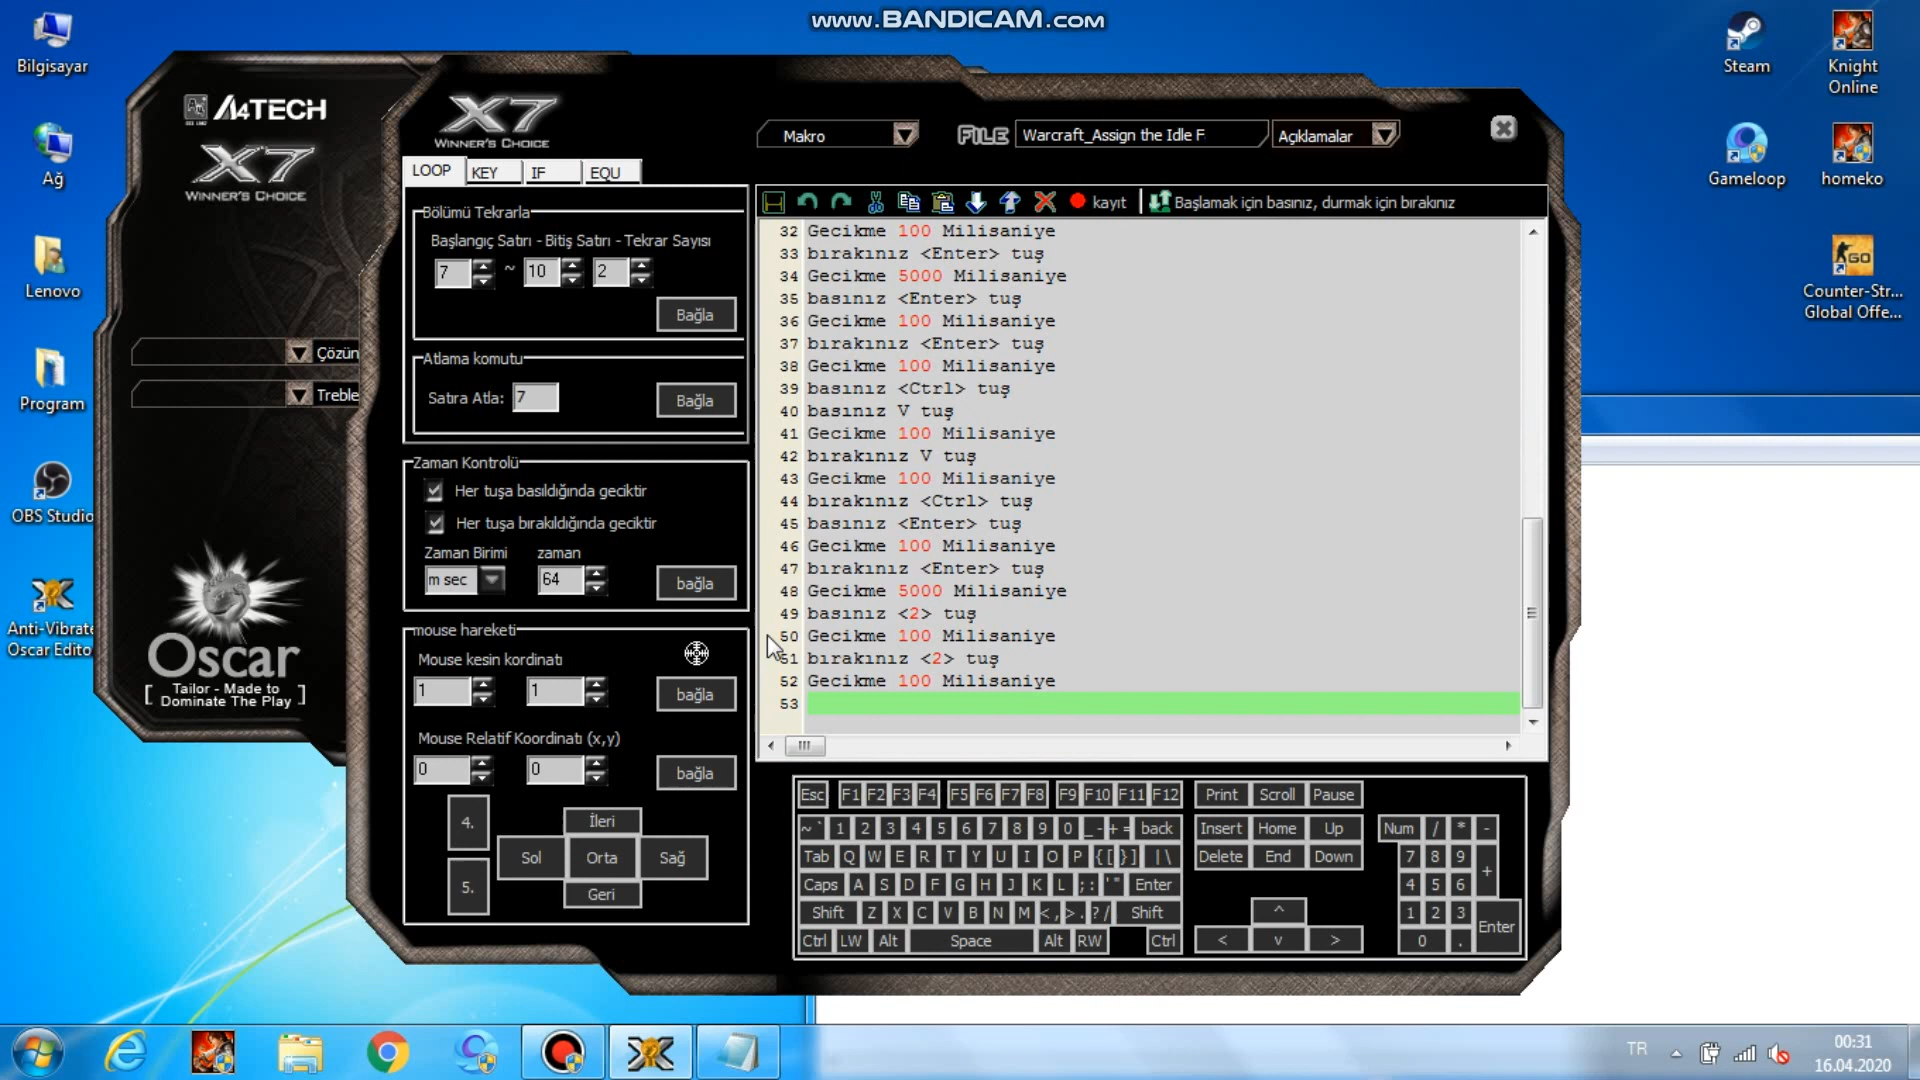 www.BANDICAM.com
Bilgisayar
Ağ
Lenovo
Program
OBS Studio
Anti-Vibrate
Oscar Edito
Steam
Knight
Online
Gameloop
homeko
Counter-Str...
Global Offe...
A4TECH
X7
WINNER'S CHOICE
Çözün
Treble
Oscar
[ Tailor - Made to
Dominate The Play ]
X7
WINNER'S CHOICE
Makro
FILE
Warcraft_Assign the Idle F
Açıklamalar
LOOP KEY IF EQU
Bölümü Tekrarla
Başlangıç Satırı - Bitiş Satırı - Tekrar Sayısı
7 ~ 10 2
Bağla
Atlama komutu
Satıra Atla: 7
Bağla
Zaman Kontrolü
Her tuşa basıldığında geciktir
Her tuşa bırakıldığında geciktir
Zaman Birimi zaman
m sec 64 bağla
mouse hareketi
Mouse kesin kordinatı
1 1 bağla
Mouse Relatif Koordinatı (x,y)
0 0 bağla
4. İleri
Sol Orta Sağ
5. Geri
kayıt Başlamak için basınız, durmak için bırakınız
32 Gecikme 100 Milisaniye
33 bırakınız <Enter> tuş
34 Gecikme 5000 Milisaniye
35 basınız <Enter> tuş
36 Gecikme 100 Milisaniye
37 bırakınız <Enter> tuş
38 Gecikme 100 Milisaniye
39 basınız <Ctrl> tuş
40 basınız V tuş
41 Gecikme 100 Milisaniye
42 bırakınız V tuş
43 Gecikme 100 Milisaniye
44 bırakınız <Ctrl> tuş
45 basınız <Enter> tuş
46 Gecikme 100 Milisaniye
47 bırakınız <Enter> tuş
48 Gecikme 5000 Milisaniye
49 basınız <2> tuş
50 Gecikme 100 Milisaniye
51 bırakınız <2> tuş
52 Gecikme 100 Milisaniye
53
Esc F1 F2 F3 F4 F5 F6 F7 F8 F9 F10 F11 F12 Print Scroll Pause
~ ` 1 2 3 4 5 6 7 8 9 0 _ - + = back Insert Home Up Num / * -
Tab Q W E R T Y U I O P { [ } ] | \ Delete End Down 7 8 9 +
Caps A S D F G H J K L ; : ' " Enter 4 5 6
Shift Z X C V B N M < , > . ? / Shift ^ 1 2 3 Enter
Ctrl LW Alt Space Alt RW Ctrl < v > 0 .
TR
00:31
16.04.2020